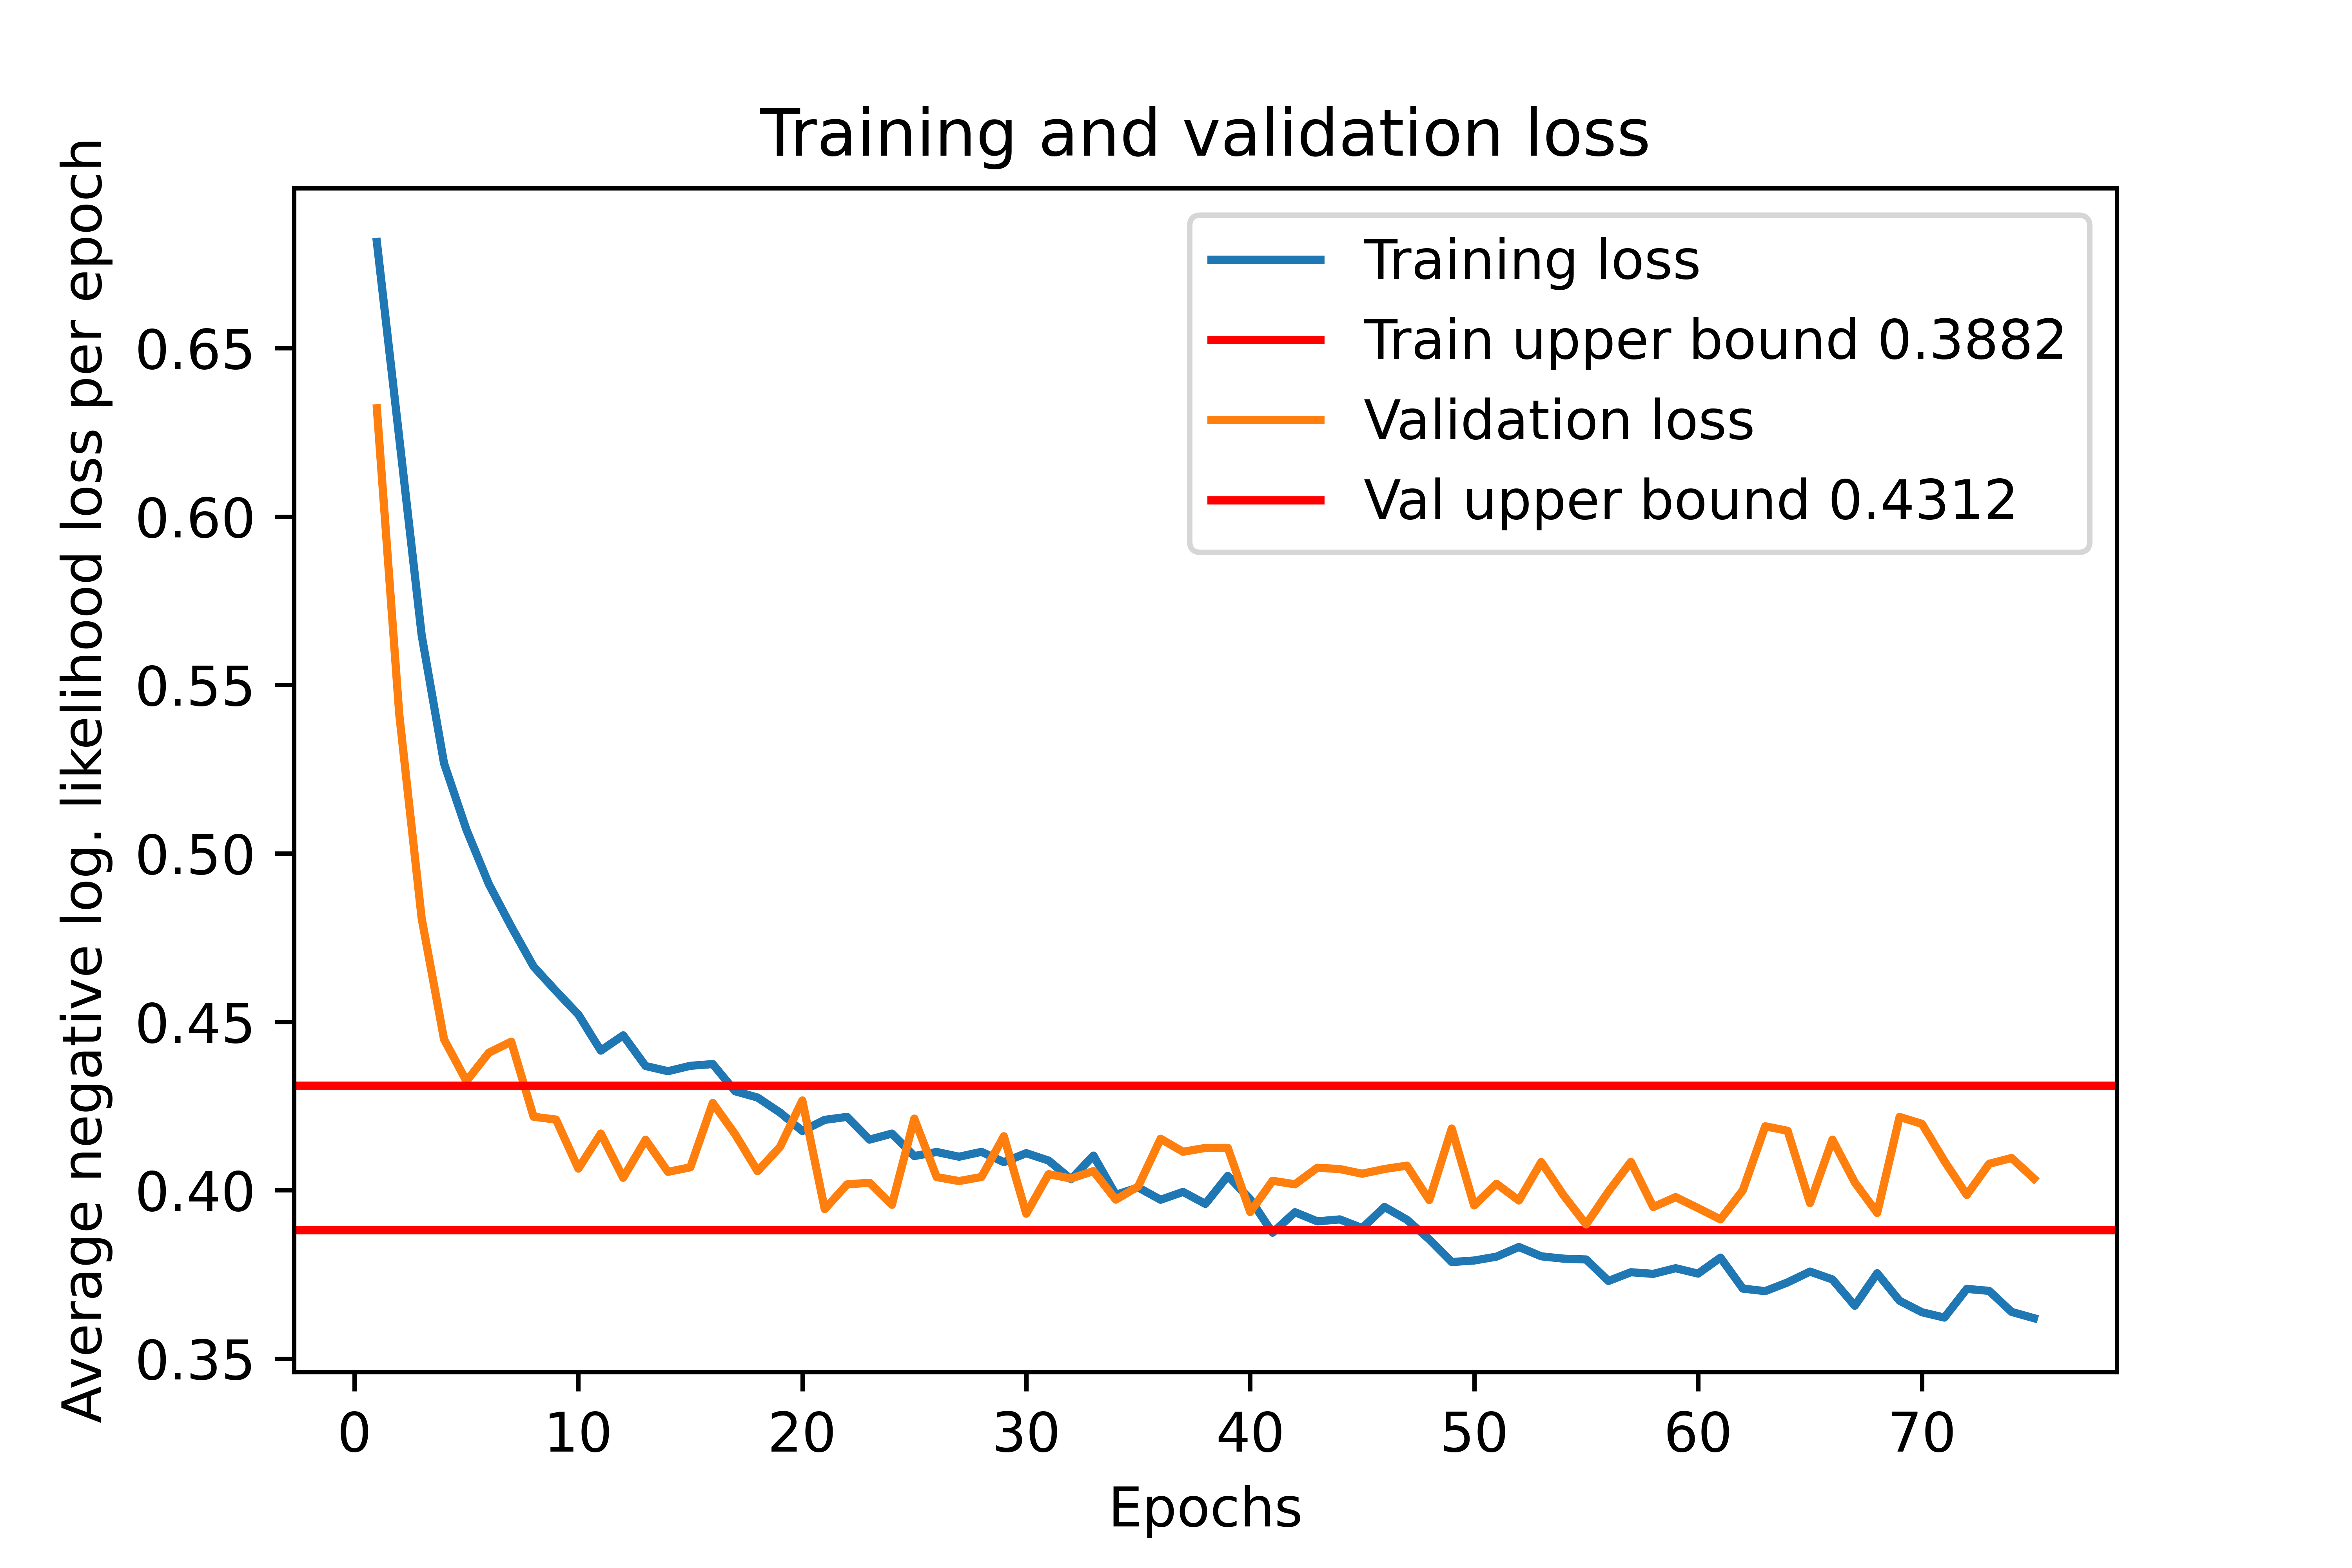 Training and validation loss
Average negative log. likelihood loss per epoch
0.65
0.60
0.55
0.50
0.45
0.40
0.35
Training loss
Train upper bound 0.3882
Validation loss
Val upper bound 0.4312
0 10 20 30 40 50 60 70
Epochs